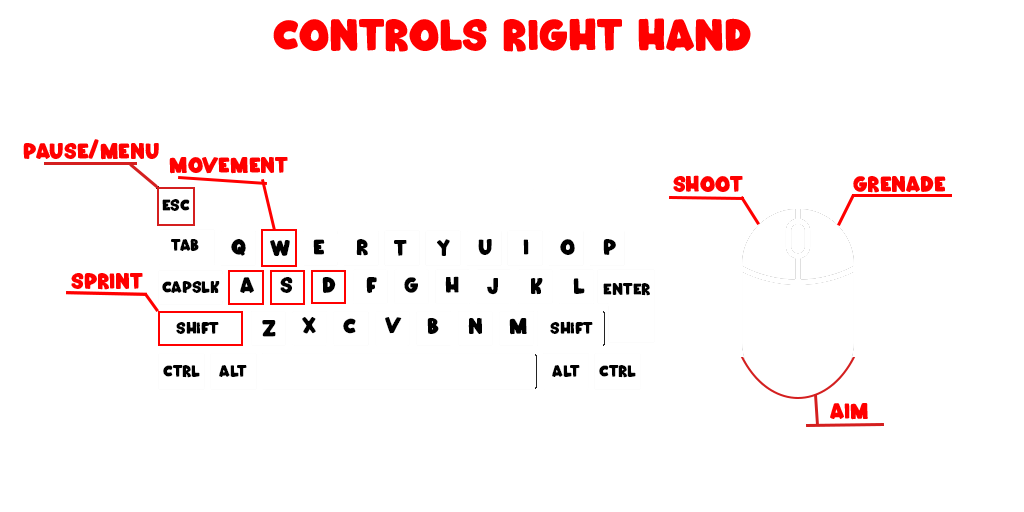 CONTROLS RIGHT HAND
PAUSE/MENU
MOVEMENT
SHOOT
GRENADE
ESC
TAB Q W E R T Y U I O P
SPRINT
CAPSLK A S D F G H J K L ENTER
SHIFT Z X C V B N M SHIFT
CTRL ALT ALT CTRL
AIM